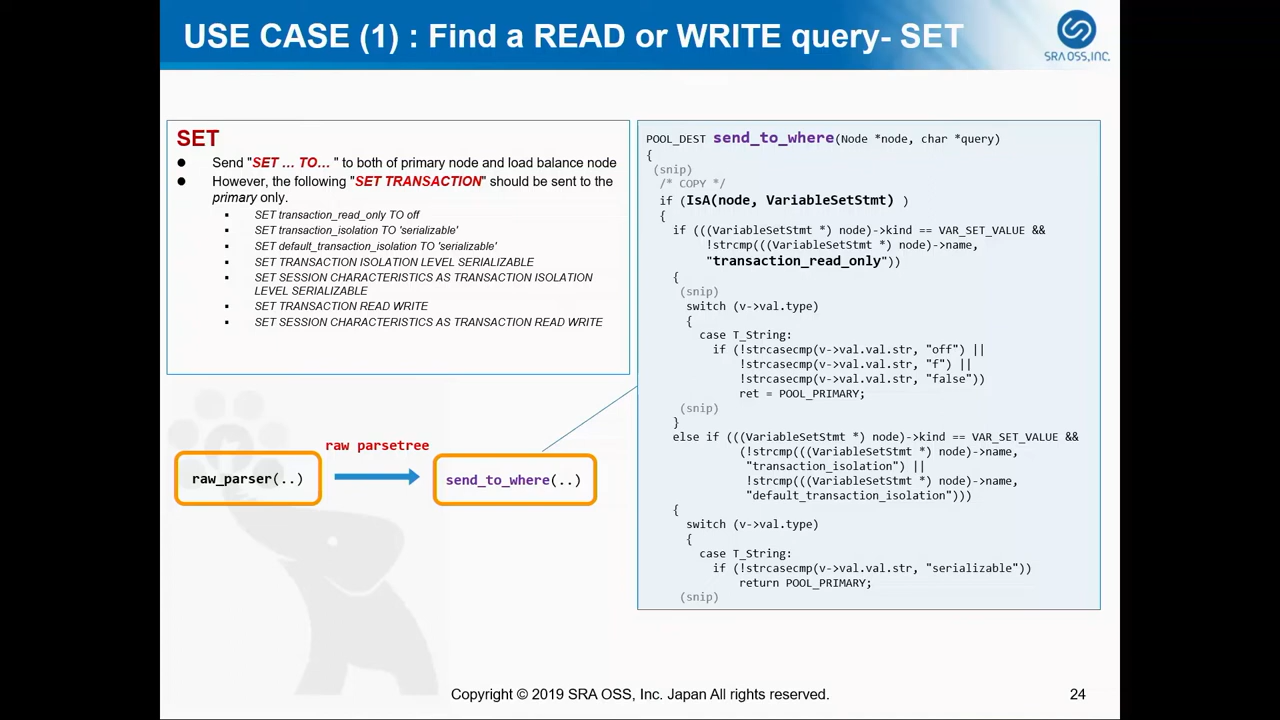 USE CASE (1) : Find a READ or WRITE query- SET
SRA OSS, INC.
SET
● Send "SET … TO… " to both of primary node and load balance node
● However, the following "SET TRANSACTION" should be sent to the
primary only.
▪ SET transaction_read_only TO off
▪ SET transaction_isolation TO 'serializable'
▪ SET default_transaction_isolation TO 'serializable'
▪ SET TRANSACTION ISOLATION LEVEL SERIALIZABLE
▪ SET SESSION CHARACTERISTICS AS TRANSACTION ISOLATION
LEVEL SERIALIZABLE
▪ SET TRANSACTION READ WRITE
▪ SET SESSION CHARACTERISTICS AS TRANSACTION READ WRITE
raw parsetree
raw_parser(..)
send_to_where(..)
POOL_DEST send_to_where(Node *node, char *query)
{
(snip)
/* COPY */
if (IsA(node, VariableSetStmt) )
{
if (((VariableSetStmt *) node)->kind == VAR_SET_VALUE &&
!strcmp(((VariableSetStmt *) node)->name,
"transaction_read_only"))
{
(snip)
switch (v->val.type)
{
case T_String:
if (!strcasecmp(v->val.val.str, "off") ||
!strcasecmp(v->val.val.str, "f") ||
!strcasecmp(v->val.val.str, "false"))
ret = POOL_PRIMARY;
(snip)
}
else if (((VariableSetStmt *) node)->kind == VAR_SET_VALUE &&
(!strcmp(((VariableSetStmt *) node)->name,
"transaction_isolation") ||
!strcmp(((VariableSetStmt *) node)->name,
"default_transaction_isolation")))
{
switch (v->val.type)
{
case T_String:
if (!strcasecmp(v->val.val.str, "serializable"))
return POOL_PRIMARY;
(snip)
Copyright © 2019 SRA OSS, Inc. Japan All rights reserved.
24